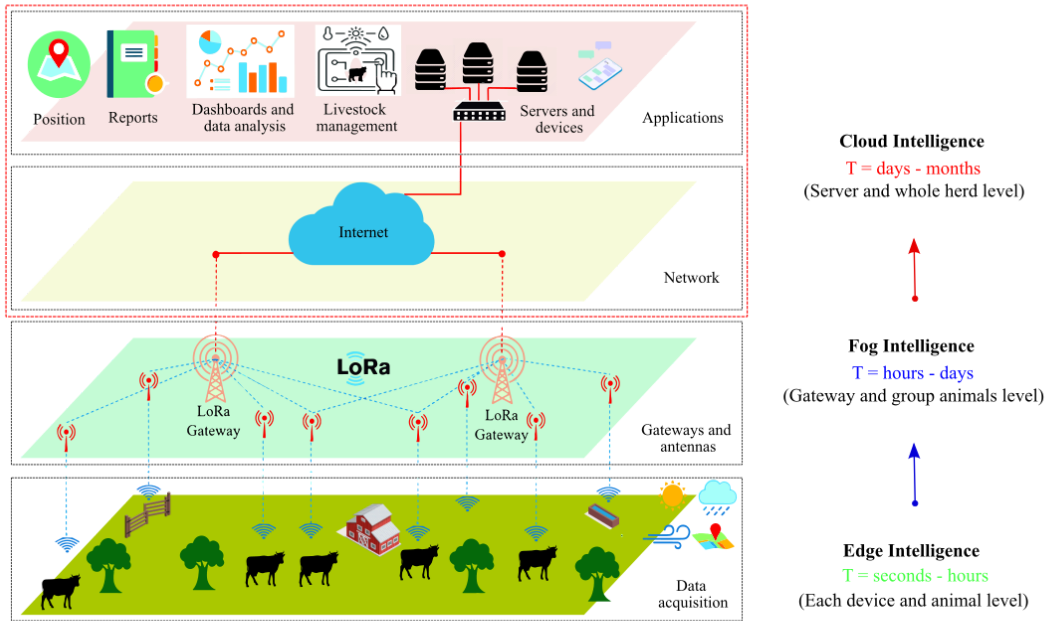 Position
Reports
Dashboards and
data analysis
Livestock
management
Servers and
devices
Applications
Internet
Network
LoRa
LoRa
Gateway
LoRa
Gateway
Gateways and
antennas
Data
acquisition
Cloud Intelligence
T = days - months
(Server and whole herd level)
Fog Intelligence
T = hours - days
(Gateway and group animals level)
Edge Intelligence
T = seconds - hours
(Each device and animal level)